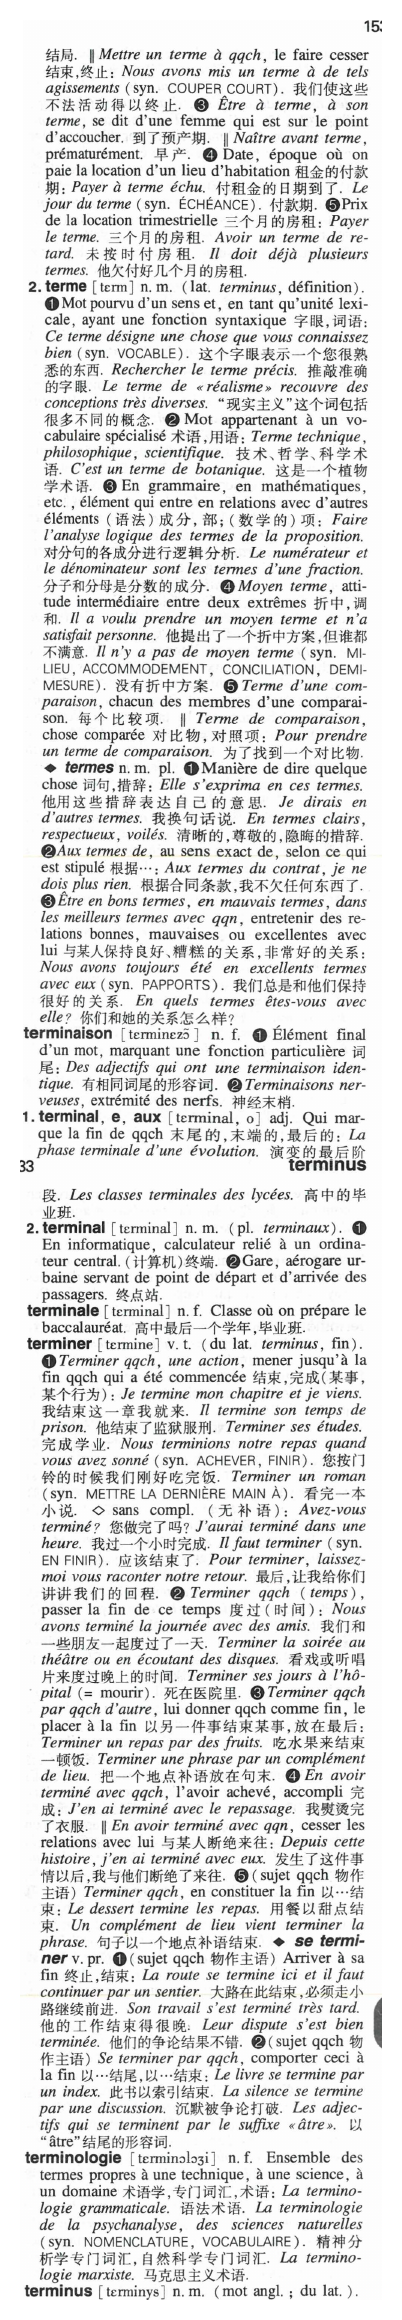 153
结局. ‖ Mettre un terme à qqch, le faire cesser
结束,终止: Nous avons mis un terme à de tels
agissements (syn. COUPER COURT). 我们使这些
不法活动得以终止. ❸ Être à terme, à son
terme, se dit d'une femme qui est sur le point
d'accoucher. 到了预产期. ‖ Naître avant terme,
prématurément. 早产. ❹ Date, époque où on
paie la location d'un lieu d'habitation 租金的付款
期: Payer à terme échu. 付租金的日期到了. Le
jour du terme (syn. ÉCHÉANCE). 付款期. ❺Prix
de la location trimestrielle 三个月的房租: Payer
le terme. 三个月的房租. Avoir un terme de re-
tard. 未按时付房租. Il doit déjà plusieurs
termes. 他欠付好几个月的房租.
2. terme [tɛrm] n. m. (lat. terminus, définition).
❶Mot pourvu d'un sens et, en tant qu'unité lexi-
cale, ayant une fonction syntaxique 字眼,词语:
Ce terme désigne une chose que vous connaissez
bien (syn. VOCABLE). 这个字眼表示一个您很熟
悉的东西. Rechercher le terme précis. 推敲准确
的字眼. Le terme de «réalisme» recouvre des
conceptions très diverses. “现实主义”这个词包括
很多不同的概念. ❷ Mot appartenant à un vo-
cabulaire spécialisé 术语,用语: Terme technique,
philosophique, scientifique. 技术、哲学、科学术
语. C'est un terme de botanique. 这是一个植物
学术语. ❸ En grammaire, en mathématiques,
etc., élément qui entre en relations avec d'autres
éléments (语法)成分,部;(数学的)项: Faire
l'analyse logique des termes de la proposition.
对分句的各成分进行逻辑分析. Le numérateur et
le dénominateur sont les termes d'une fraction.
分子和分母是分数的成分. ❹Moyen terme, atti-
tude intermédiaire entre deux extrêmes 折中,调
和. Il a voulu prendre un moyen terme et n'a
satisfait personne. 他提出了一个折中方案,但谁都
不满意. Il n'y a pas de moyen terme (syn. MI-
LIEU, ACCOMMODEMENT, CONCILIATION, DEMI-
MESURE). 没有折中方案. ❺Terme d'une com-
paraison, chacun des membres d'une comparai-
son. 每个比较项. ‖ Terme de comparaison,
chose comparée 对比物,对照项: Pour prendre
un terme de comparaison. 为了找到一个对比物.
◆ termes n. m. pl. ❶Manière de dire quelque
chose 词句,措辞: Elle s'exprima en ces termes.
他用这些措辞表达自己的意思. Je dirais en
d'autres termes. 我换句话说. En termes clairs,
respectueux, voilés. 清晰的,尊敬的,隐晦的措辞.
❷Aux termes de, au sens exact de, selon ce qui
est stipulé 根据…: Aux termes du contrat, je ne
dois plus rien. 根据合同条款,我不欠任何东西了.
❸Être en bons termes, en mauvais termes, dans
les meilleurs termes avec qqn, entretenir des re-
lations bonnes, mauvaises ou excellentes avec
lui 与某人保持良好、糟糕的关系,非常好的关系:
Nous avons toujours été en excellents termes
avec eux (syn. PAPPORTS). 我们总是和他们保持
很好的关系. En quels termes êtes-vous avec
elle? 你们和她的关系怎么样?
terminaison [tɛrminɛzɔ̃] n. f. ❶ Élément final
d'un mot, marquant une fonction particulière 词
尾: Des adjectifs qui ont une terminaison iden-
tique. 有相同词尾的形容词. ❷Terminaisons ner-
veuses, extrémité des nerfs. 神经末梢.
1. terminal, e, aux [tɛrminal, o] adj. Qui mar-
que la fin de qqch 末尾的,末端的,最后的: La
phase terminale d'une évolution. 演变的最后阶
33 terminus
段. Les classes terminales des lycées. 高中的毕
业班.
2. terminal [tɛrminal] n. m. (pl. terminaux). ❶
En informatique, calculateur relié à un ordina-
teur central. (计算机)终端. ❷Gare, aérogare ur-
baine servant de point de départ et d'arrivée des
passagers. 终点站.
terminale [tɛrminal] n. f. Classe où on prépare le
baccalauréat. 高中最后一个学年,毕业班.
terminer [tɛrmine] v. t. (du lat. terminus, fin).
❶Terminer qqch, une action, mener jusqu'à la
fin qqch qui a été commencée 结束,完成(某事,
某个行为): Je termine mon chapitre et je viens.
我结束这一章我就来. Il termine son temps de
prison. 他结束了监狱服刑. Terminer ses études.
完成学业. Nous terminions notre repas quand
vous avez sonné (syn. ACHEVER, FINIR). 您按门
铃的时候我们刚好吃完饭. Terminer un roman
(syn. METTRE LA DERNIÈRE MAIN À). 看完一本
小说. ◇ sans compl. (无补语): Avez-vous
terminé? 您做完了吗? J'aurai terminé dans une
heure. 我过一个小时完成. Il faut terminer (syn.
EN FINIR). 应该结束了. Pour terminer, laissez-
moi vous raconter notre retour. 最后,让我给你们
讲讲我们的回程. ❷ Terminer qqch (temps),
passer la fin de ce temps 度过(时间): Nous
avons terminé la journée avec des amis. 我们和
一些朋友一起度过了一天. Terminer la soirée au
théâtre ou en écoutant des disques. 看戏或听唱
片来度过晚上的时间. Terminer ses jours à l'hô-
pital (= mourir). 死在医院里. ❸Terminer qqch
par qqch d'autre, lui donner qqch comme fin, le
placer à la fin 以另一件事结束某事,放在最后:
Terminer un repas par des fruits. 吃水果来结束
一顿饭. Terminer une phrase par un complément
de lieu. 把一个地点补语放在句末. ❹ En avoir
terminé avec qqch, l'avoir achevé, accompli 完
成: J'en ai terminé avec le repassage. 我熨烫完
了衣服. ‖ En avoir terminé avec qqn, cesser les
relations avec lui 与某人断绝来往: Depuis cette
histoire, j'en ai terminé avec eux. 发生了这件事
情以后,我与他们断绝了来往. ❺(sujet qqch 物作
主语) Terminer qqch, en constituer la fin 以…结
束: Le dessert termine les repas. 用餐以甜点结
束. Un complément de lieu vient terminer la
phrase. 句子以一个地点补语结束. ◆ se termi-
ner v. pr. ❶(sujet qqch 物作主语) Arriver à sa
fin 终止,结束: La route se termine ici et il faut
continuer par un sentier. 大路在此结束,必须走小
路继续前进. Son travail s'est terminé très tard.
他的工作结束得很晚. Leur dispute s'est bien
terminée. 他们的争论结果不错. ❷(sujet qqch 物
作主语) Se terminer par qqch, comporter ceci à
la fin 以…结尾,以…结束: Le livre se termine par
un index. 此书以索引结束. La silence se termine
par une discussion. 沉默被争论打破. Les adjec-
tifs qui se terminent par le suffixe «âtre». 以
“âtre”结尾的形容词.
terminologie [tɛrminɔlɔʒi] n. f. Ensemble des
termes propres à une technique, à une science, à
un domaine 术语学,专门词汇,术语: La termino-
logie grammaticale. 语法术语. La terminologie
de la psychanalyse, des sciences naturelles
(syn. NOMENCLATURE, VOCABULAIRE). 精神分
析学专门词汇,自然科学专门词汇. La termino-
logie marxiste. 马克思主义术语.
terminus [tɛrminys] n. m. (mot angl. ; du lat. ).